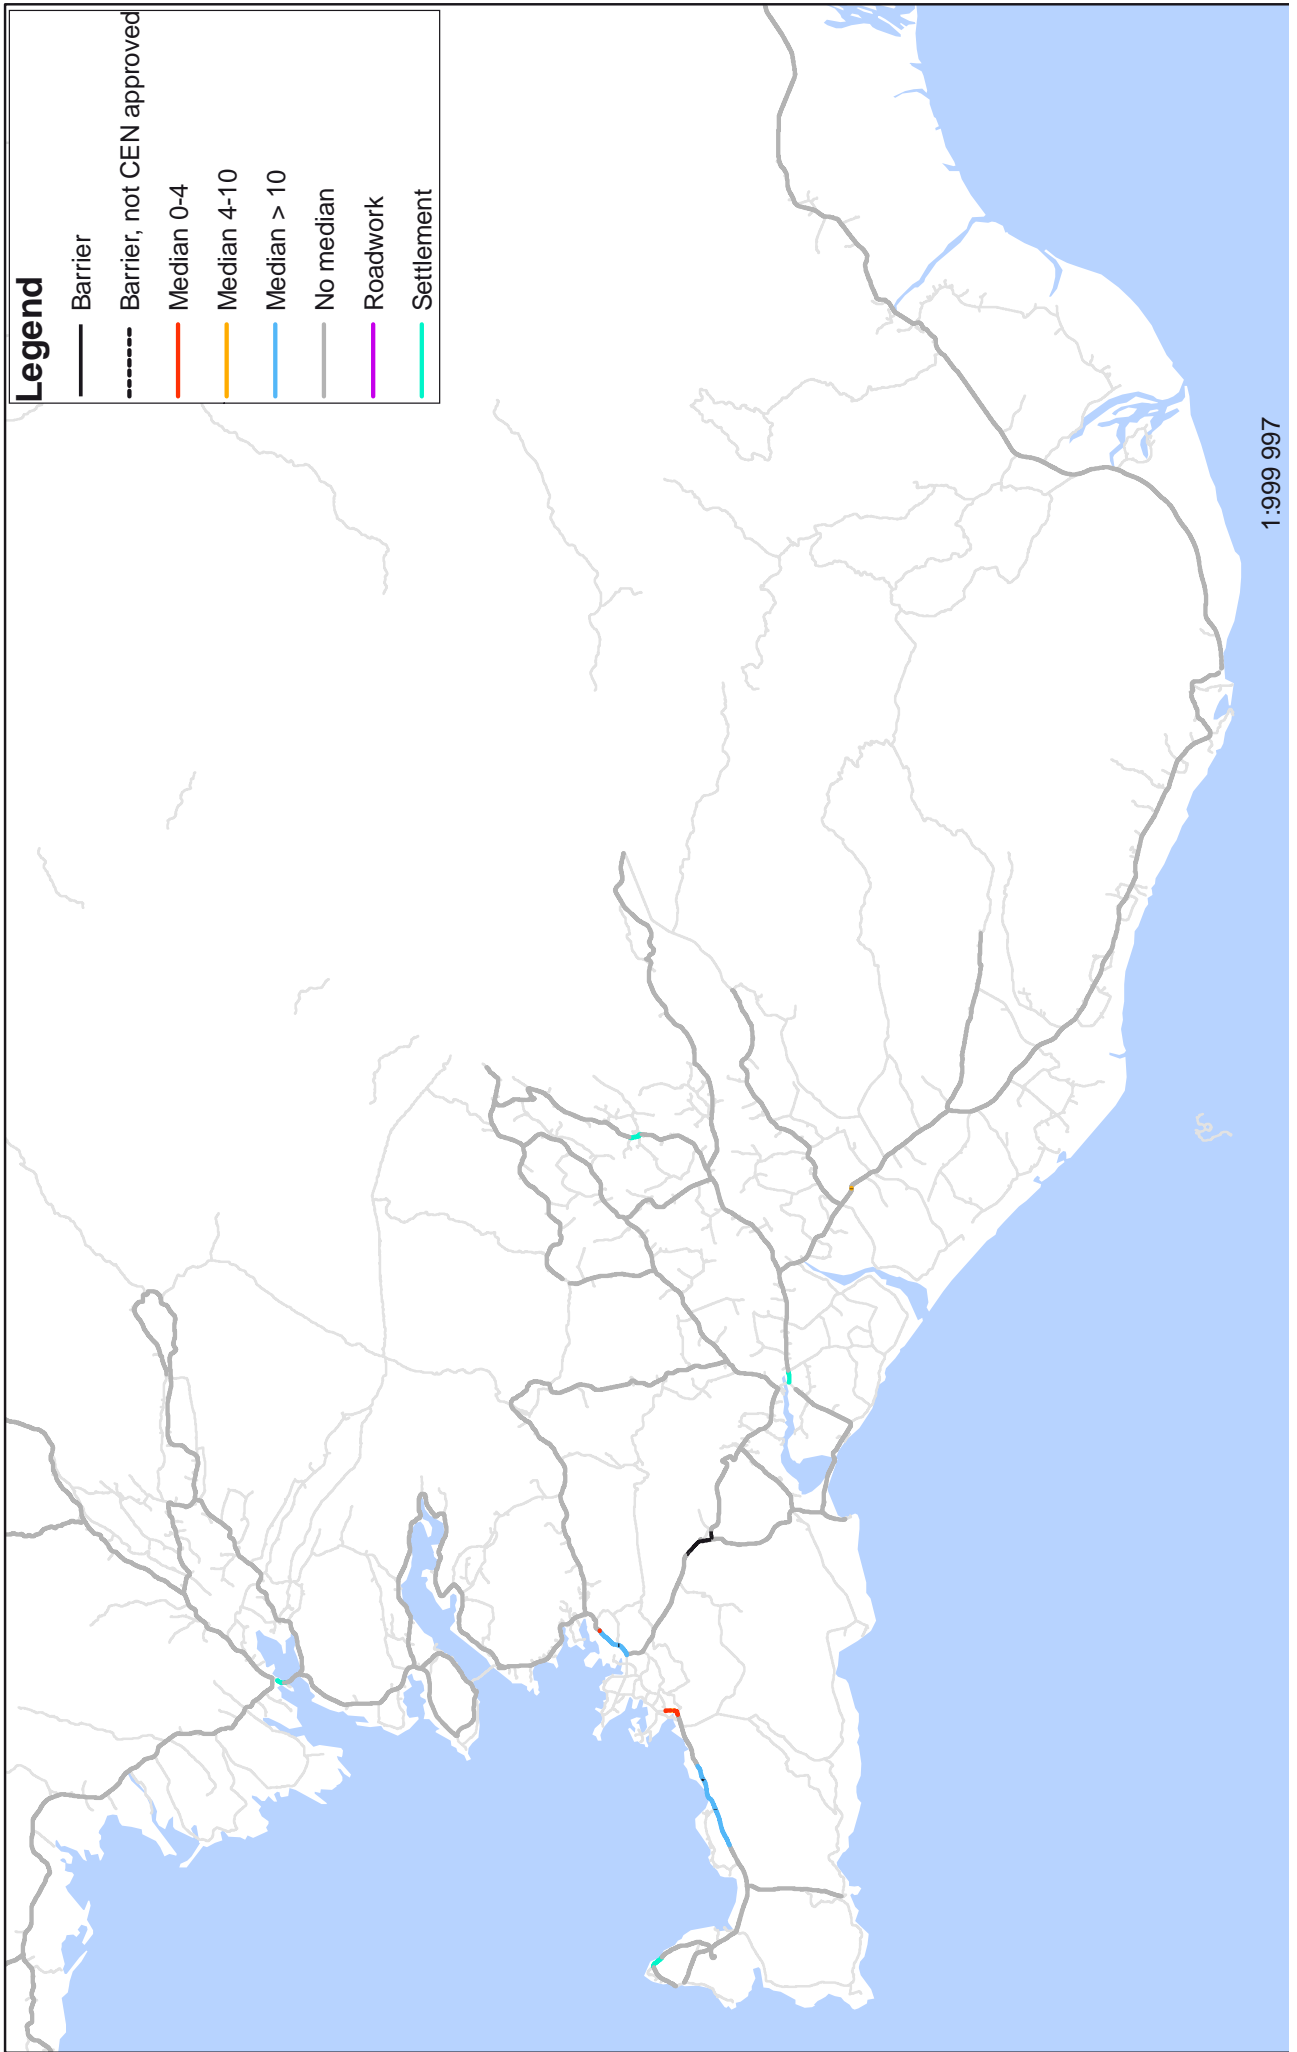 Legend
Barrier
Barrier, not CEN approved
Median 0-4
Median 4-10
Median > 10
No median
Roadwork
Settlement
1:999 997